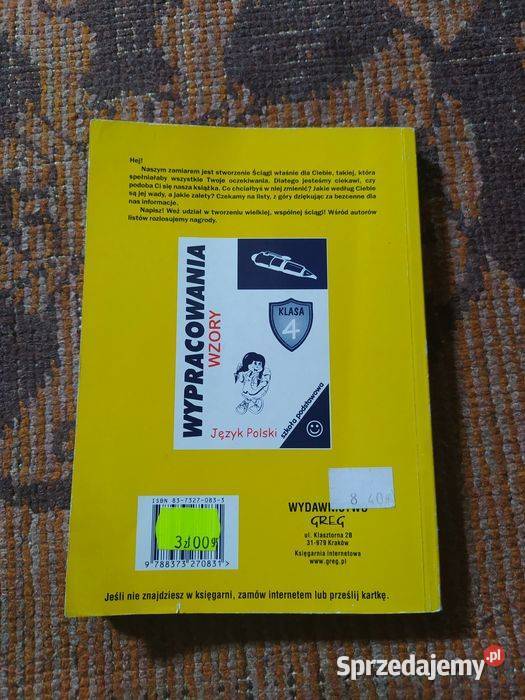 Hej!
Naszym zamiarem jest stworzenie Ściągi właśnie dla Ciebie, takiej, która
spełniałaby wszystkie Twoje oczekiwania. Dlatego jesteśmy ciekawi, czy
podoba Ci się nasza książka. Co chciałbyś w niej zmienić? Jakie według Ciebie
są jej wady, a jakie zalety? Czekamy na listy, z góry dziękując za bezcenne dla
nas informacje.
Napisz! Weź udział w tworzeniu wielkiej, wspólnej ściągi! Wśród autorów
listów rozlosujemy nagrody.
WYPRACOWANIA
WZORY
KLASA
4
Język Polski
szkoła podstawowa
ISBN 83-7327-083-3
3zł00gr
9 788373 270831 >
8,40
WYDAWNICTWO
GREG
ul. Klasztorna 2B
31-979 Kraków
Księgarnia internetowa
www.greg.pl
Jeśli nie znajdziesz w księgarni, zamów internetem lub prześlij kartkę.
Sprzedajemy.pl